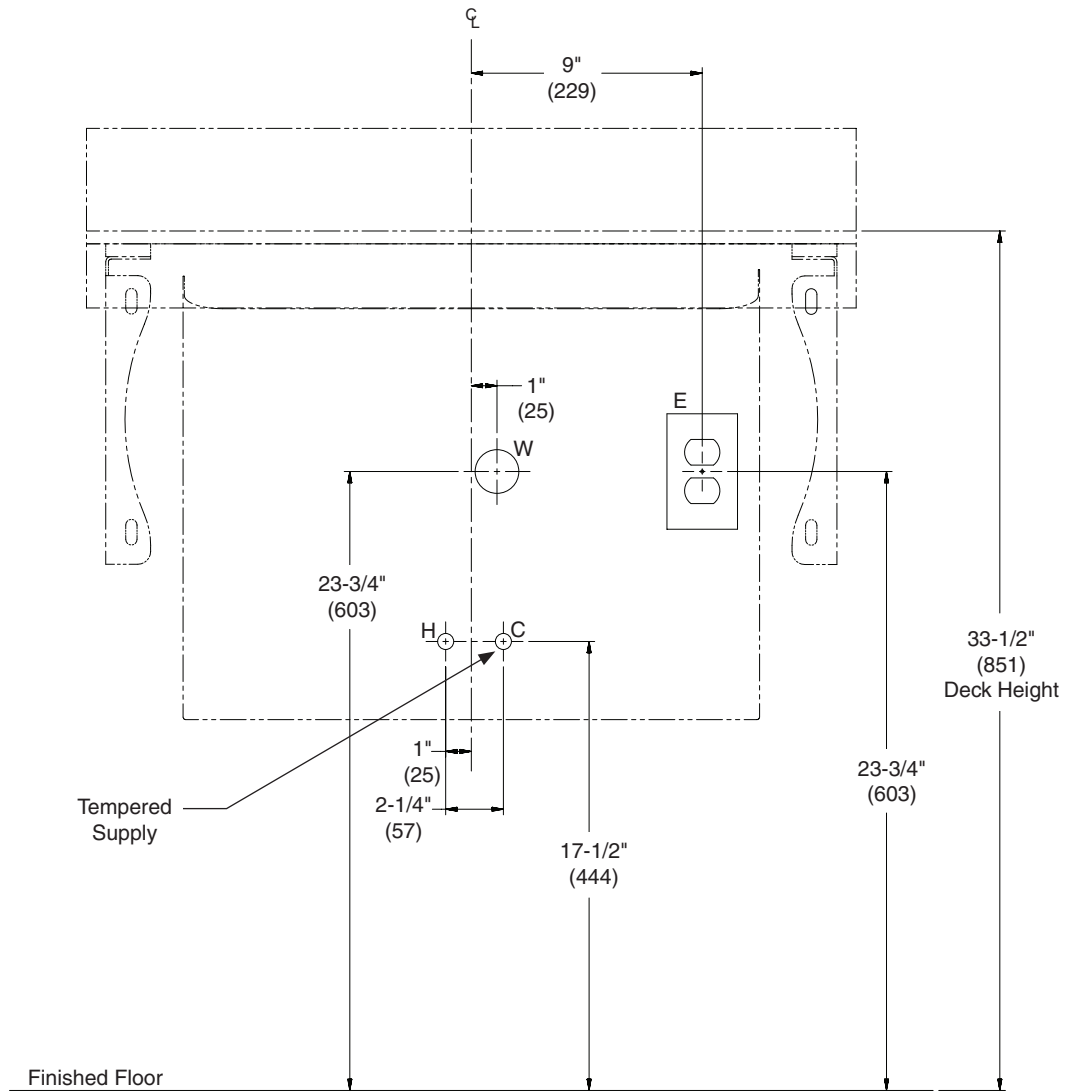 ℄
9"
(229)
1"
(25)
E
W
23-3/4"
(603)
H
C
33-1/2"
(851)
Deck Height
1"
(25)
23-3/4"
(603)
Tempered
Supply
2-1/4"
(57)
17-1/2"
(444)
Finished Floor